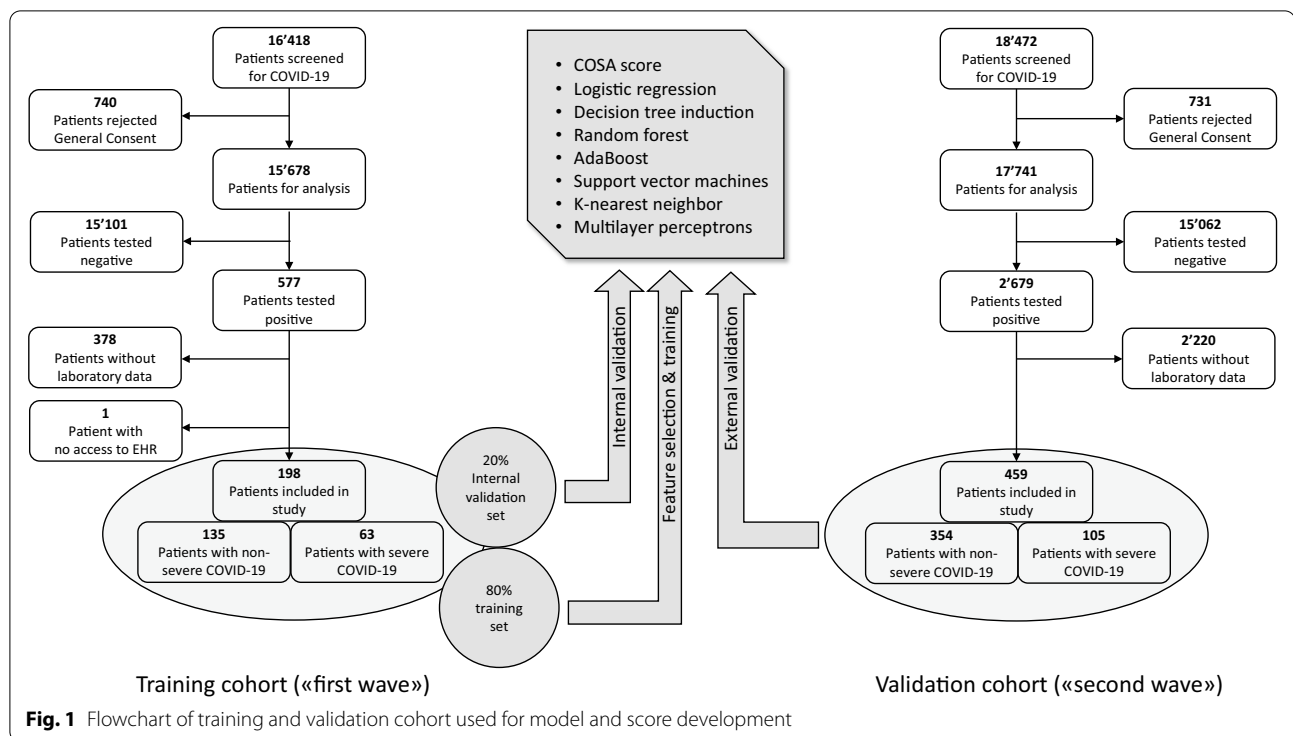 16'418
Patients screened
for COVID-19
740
Patients rejected
General Consent
15'678
Patients for analysis
15'101
Patients tested
negative
577
Patients tested
positive
378
Patients without
laboratory data
1
Patient with
no access to EHR
198
Patients included in
study
135
Patients with non-
severe COVID-19
63
Patients with severe
COVID-19
20%
Internal
validation
set
80%
training
set
• COSA score
• Logistic regression
• Decision tree induction
• Random forest
• AdaBoost
• Support vector machines
• K-nearest neighbor
• Multilayer perceptrons
Internal validation
Feature selection & training
External validation
18'472
Patients screened
for COVID-19
731
Patients rejected
General Consent
17'741
Patients for analysis
15'062
Patients tested
negative
2'679
Patients tested
positive
2'220
Patients without
laboratory data
459
Patients included in
study
354
Patients with non-
severe COVID-19
105
Patients with severe
COVID-19
Training cohort («first wave»)
Validation cohort («second wave»)
Fig. 1 Flowchart of training and validation cohort used for model and score development